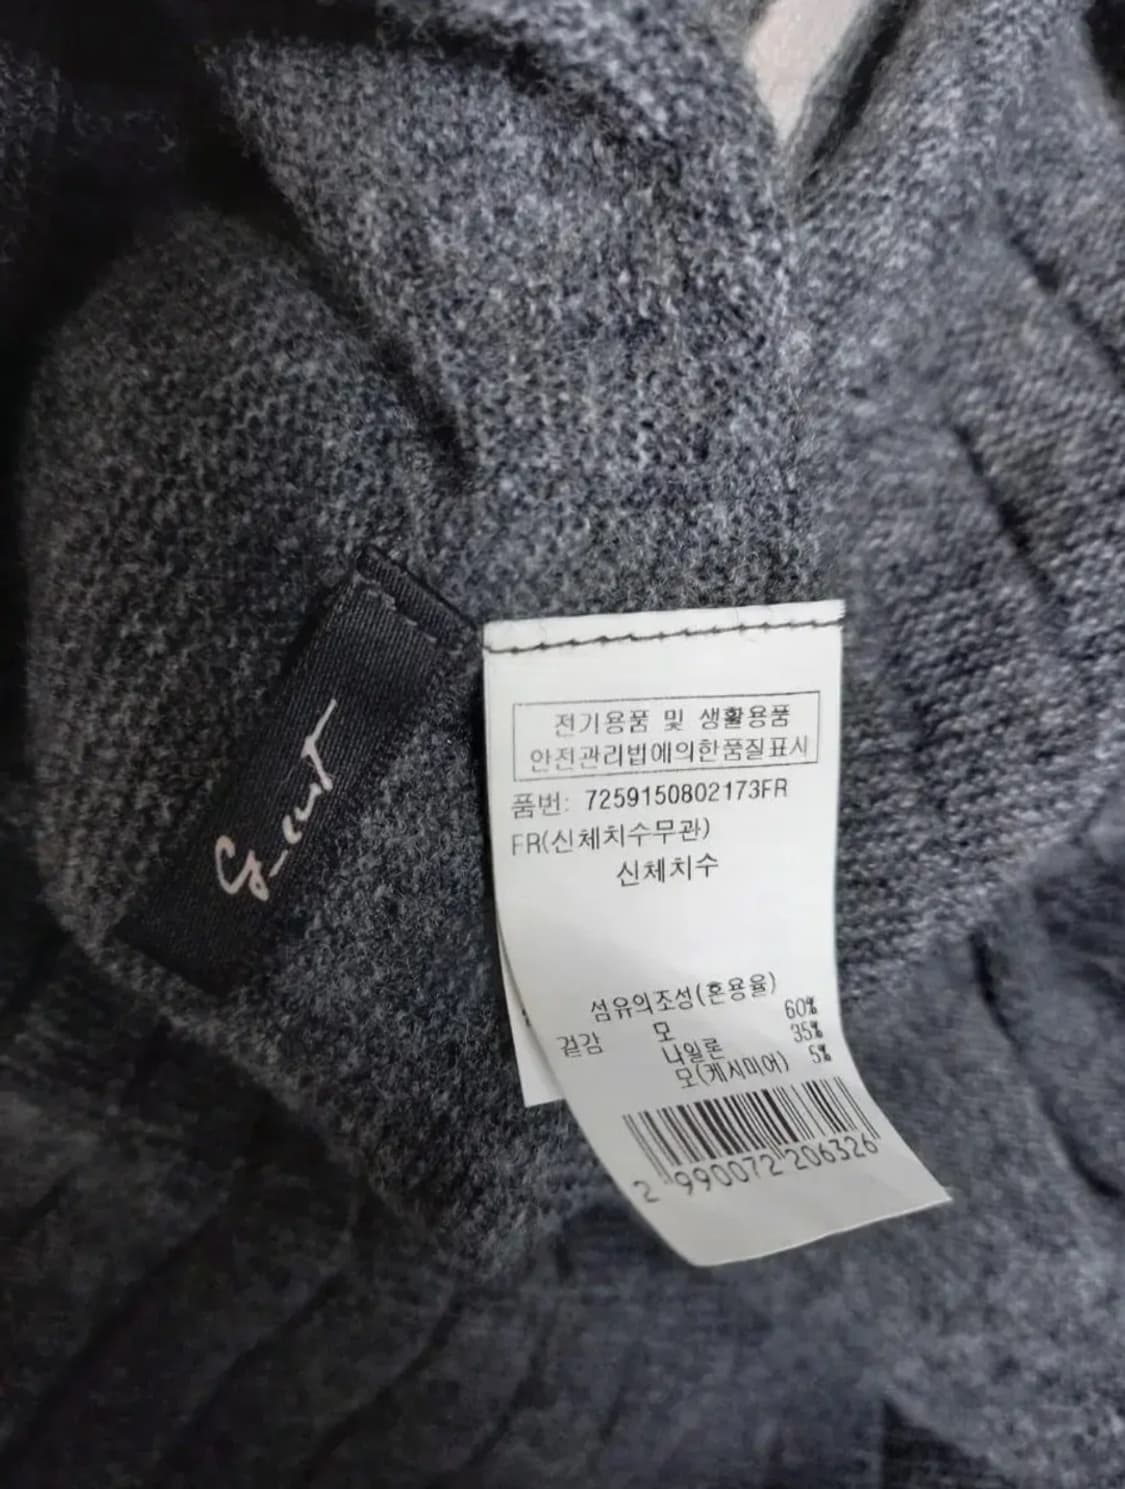 G_cut
전기용품 및 생활용품
안전관리법에의한품질표시
품번: 7259150802173FR
FR(신체치수무관)
신체치수
섬유의조성(혼용율)
겉감 모 60%
나일론 35%
모(캐시미어) 5%
2 990072 206326